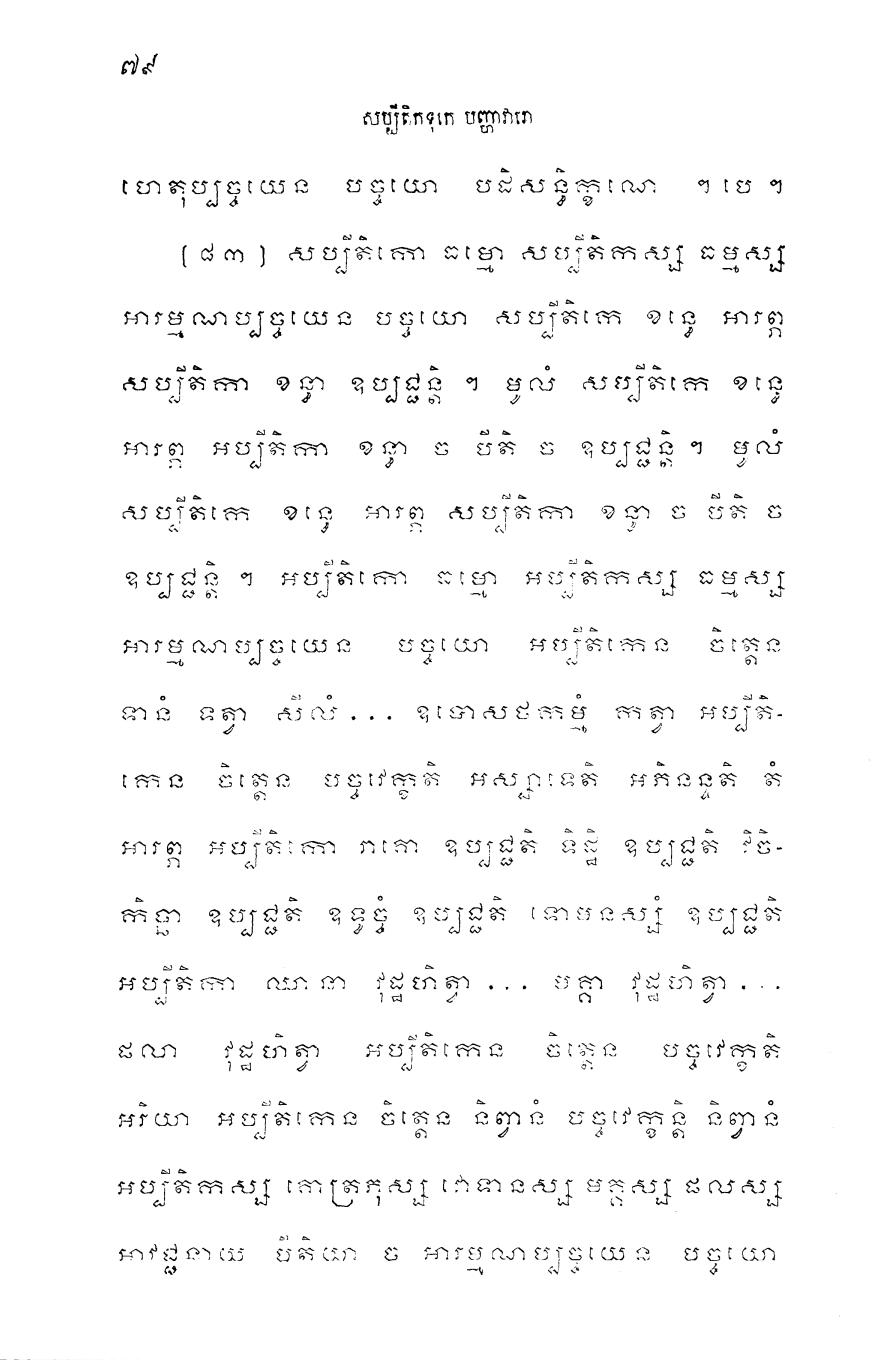 ៧៩
សប្បីតិកទុកេ បញ្ហាវារោ
ហេតុប្បច្ចយេន បច្ចយោ បដិសន្ធិក្ខណេ ។ បេ ។
(៨៣) សប្បីតិកោ ធម្មោ សប្បីតិកស្ស ធម្មស្ស
អារម្មណប្បច្ចយេន បច្ចយោ សប្បីតិកេ ខន្ធេ អារព្ភ
សប្បីតិកា ខន្ធា ឧប្បជ្ជន្តិ ។ មូលំ សប្បីតិកេ ខន្ធេ
អារព្ភ អប្បីតិកា ខន្ធា ច បីតិ ច ឧប្បជ្ជន្តិ ។ មូលំ
សប្បីតិកេ ខន្ធេ អារព្ភ សប្បីតិកា ខន្ធា ច បីតិ ច
ឧប្បជ្ជន្តិ ។ អប្បីតិកោ ធម្មោ អប្បីតិកស្ស ធម្មស្ស
អារម្មណប្បច្ចយេន បច្ចយោ អប្បីតិកេន ចិត្តេន
ទានំ ទត្វា សីលំ ... ឧបោសថកម្មំ កត្វា អប្បីតិ-
កេន ចិត្តេន បច្ចវេក្ខតិ អស្សាទេតិ អភិនន្ទតិ តំ
អារព្ភ អប្បីតិកោ រាគោ ឧប្បជ្ជតិ ទិដ្ឋិ ឧប្បជ្ជតិ វិចិ-
កិច្ឆា ឧប្បជ្ជតិ ឧទ្ធច្ចំ ឧប្បជ្ជតិ ទោមនស្សំ ឧប្បជ្ជតិ
អប្បីតិកា ឈានា វុដ្ឋហិត្វា ... មគ្គា វុដ្ឋហិត្វា ...
ផលា វុដ្ឋហិត្វា អប្បីតិកេន ចិត្តេន បច្ចវេក្ខតិ
អរិយា អប្បីតិកេន ចិត្តេន និព្វានំ បច្ចវេក្ខន្តិ និព្វានំ
អប្បីតិកស្ស គោត្រភុស្ស វោទានស្ស មគ្គស្ស ផលស្ស
អាវជ្ជនាយ បីតិយា ច អារម្មណប្បច្ចយេន បច្ចយោ